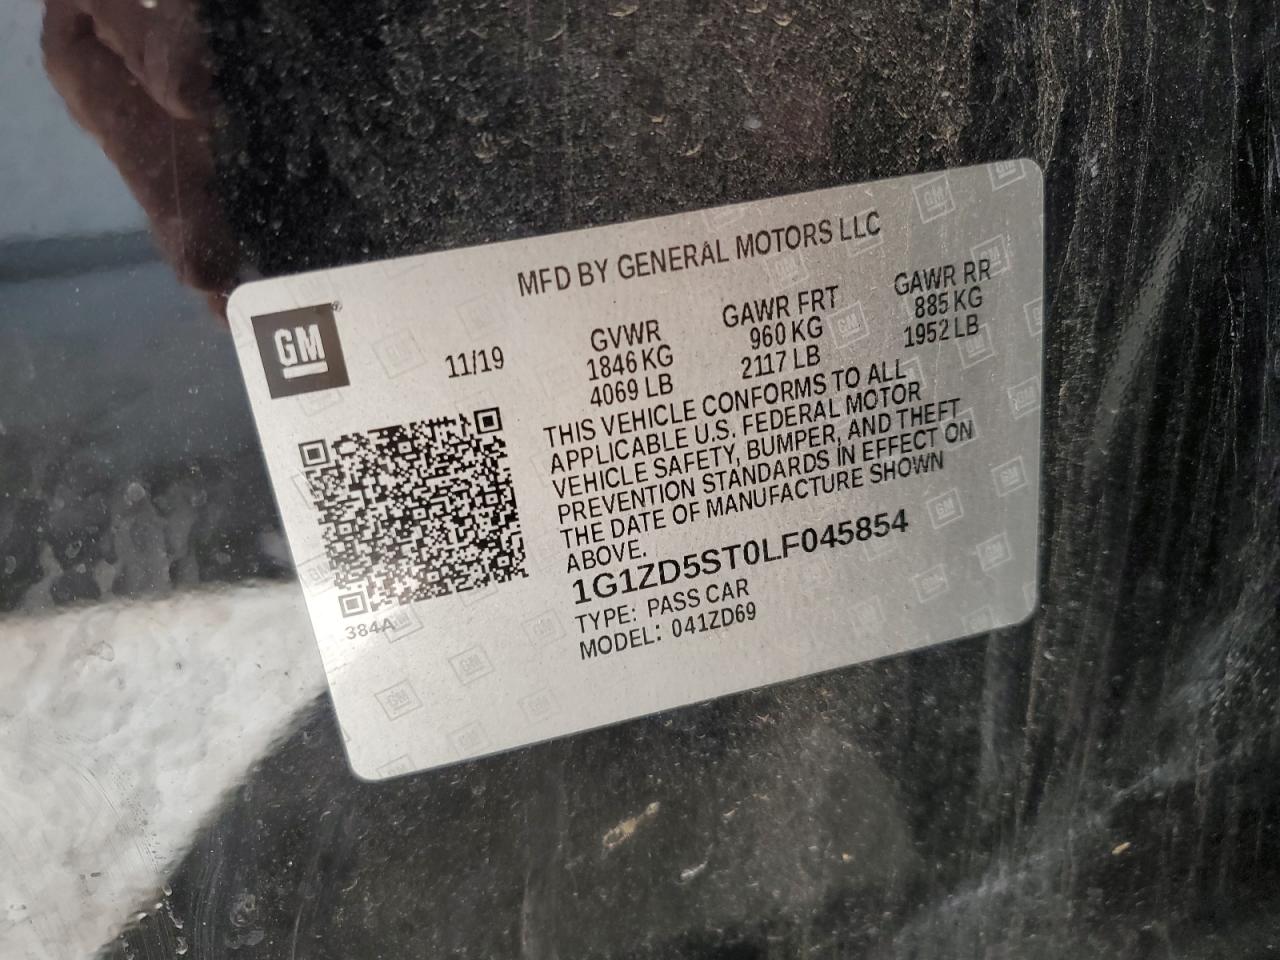 MFD BY GENERAL MOTORS LLC
GM®
11/19
GVWR GAWR FRT GAWR RR
1846 KG 960 KG 885 KG
4069 LB 2117 LB 1952 LB
THIS VEHICLE CONFORMS TO ALL
APPLICABLE U.S. FEDERAL MOTOR
VEHICLE SAFETY, BUMPER, AND THEFT
PREVENTION STANDARDS IN EFFECT ON
THE DATE OF MANUFACTURE SHOWN
ABOVE.
1G1ZD5ST0LF045854
TYPE: PASS CAR
MODEL: 041ZD69
384A